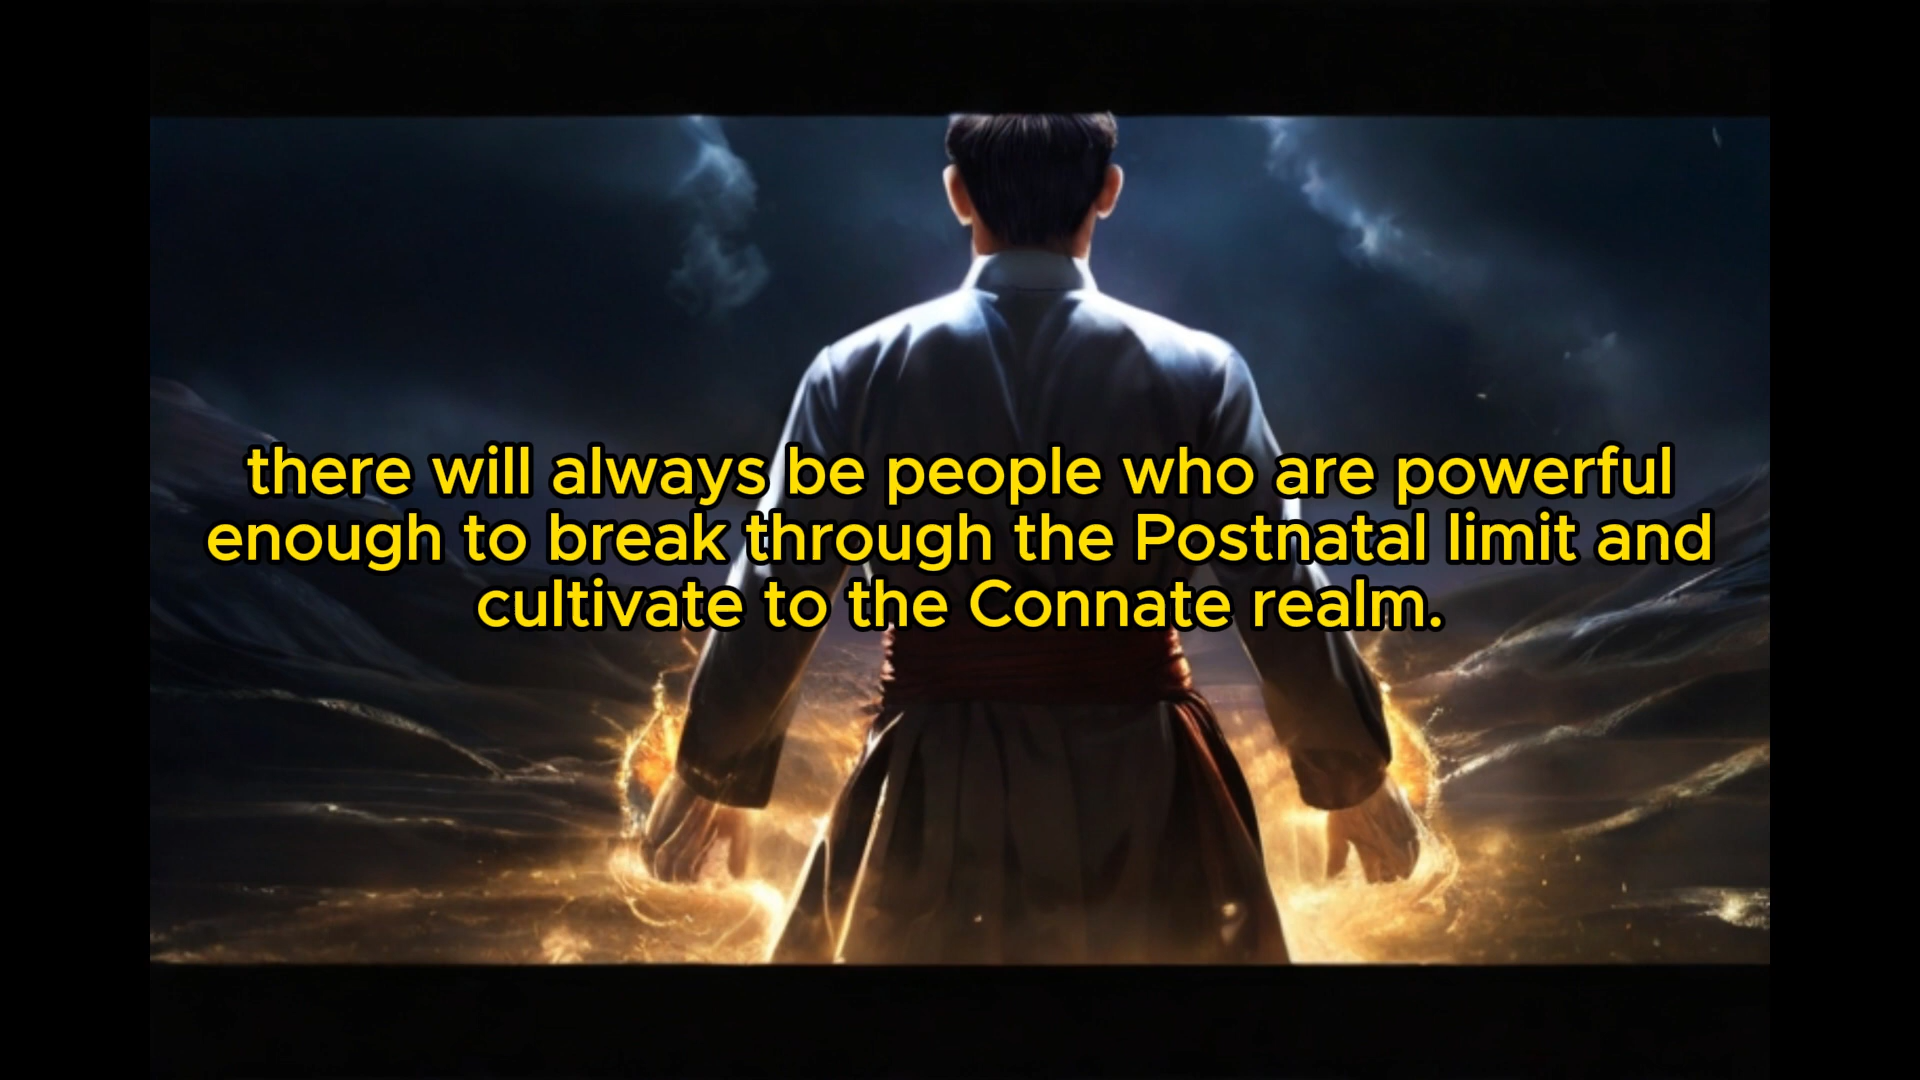 there will always be people who are powerful
enough to break through the Postnatal limit and
cultivate to the Connate realm.